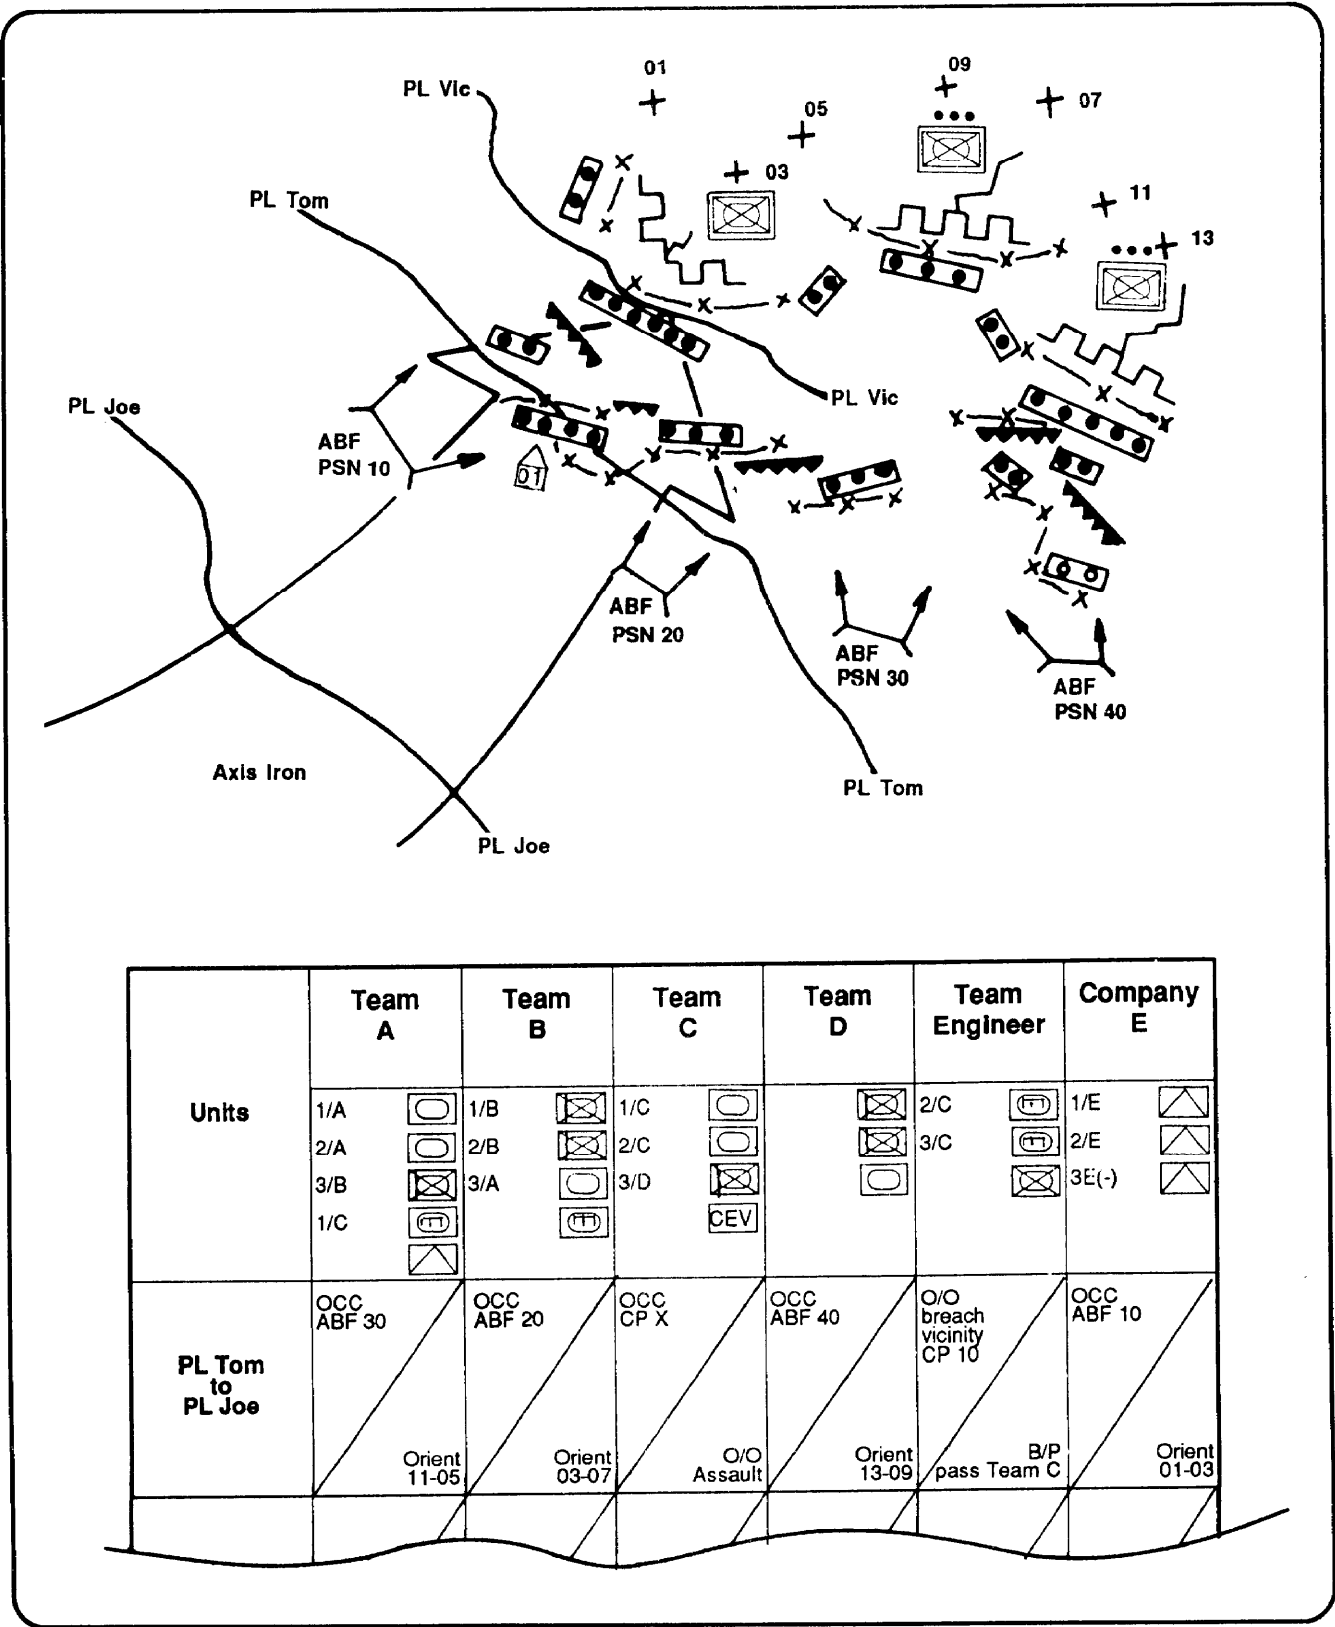 01
09
PL Vic
07
05
03
PL Tom
11
13
PL Vic
PL Joe
ABF
PSN 10
01
ABF
PSN 20
ABF
PSN 30
ABF
PSN 40
Axis Iron
PL Tom
PL Joe
Team
A
Team
B
Team
C
Team
D
Team
Engineer
Company
E
Units
1/A
2/A
3/B
1/C
1/B
2/B
3/A
1/C
2/C
3/D
CEV
2/C
3/C
1/E
2/E
3E(-)
PL Tom
to
PL Joe
OCC
ABF 30
Orient
11-05
OCC
ABF 20
Orient
03-07
OCC
CP X
O/O
Assault
OCC
ABF 40
Orient
13-09
O/O
breach
vicinity
CP 10
B/P
pass Team C
OCC
ABF 10
Orient
01-03